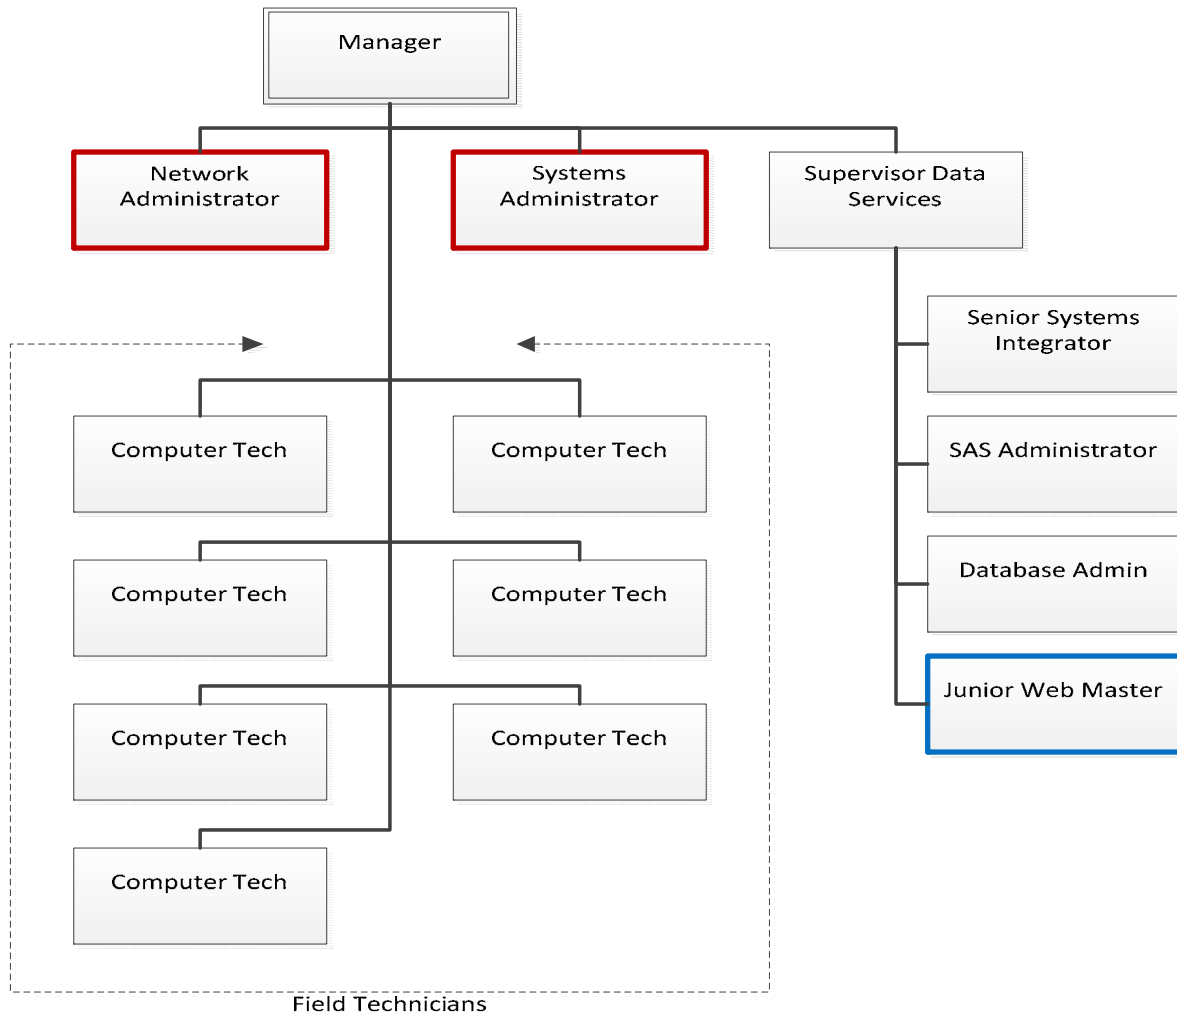 Manager
Network
Administrator
Systems
Administrator
Supervisor Data
Services
Senior Systems
Integrator
Computer Tech
Computer Tech
SAS Administrator
Computer Tech
Computer Tech
Database Admin
Computer Tech
Computer Tech
Junior Web Master
Computer Tech
Field Technicians